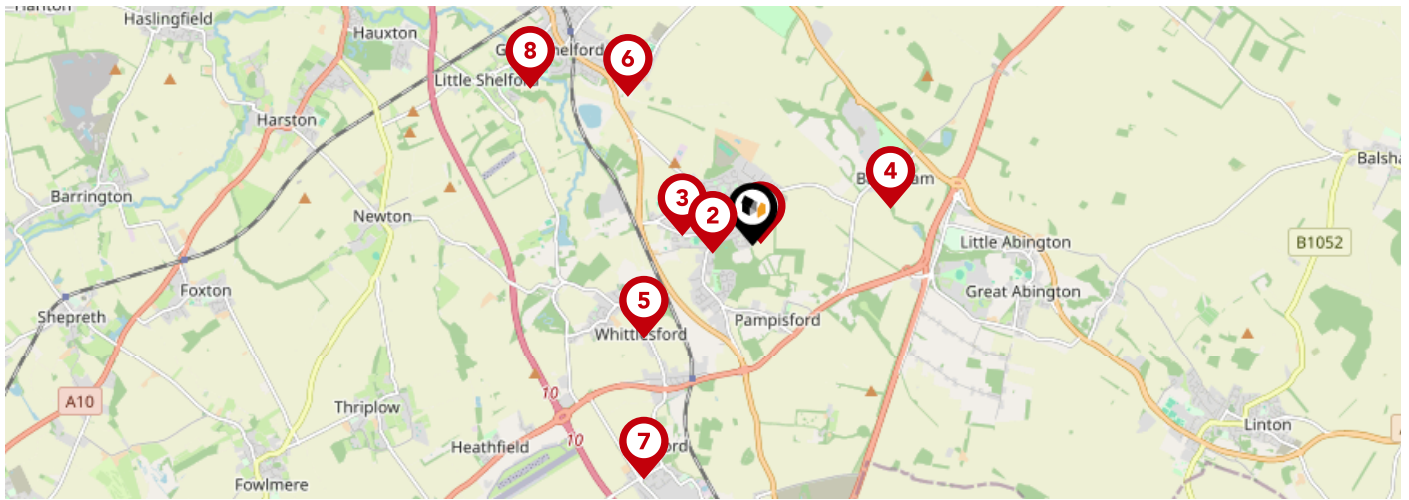 Haslingfield
Hauxton
8
6
Little Shelford
Harston
Balsha
4
Barrington
3
2
Newton
Little Abington
B1052
Great Abington
Foxton
5
Shepreth
Pampisford
Whittlesford
10
A10
Thriplow
Linton
10
Heathfield
7
ord
Fowlmere